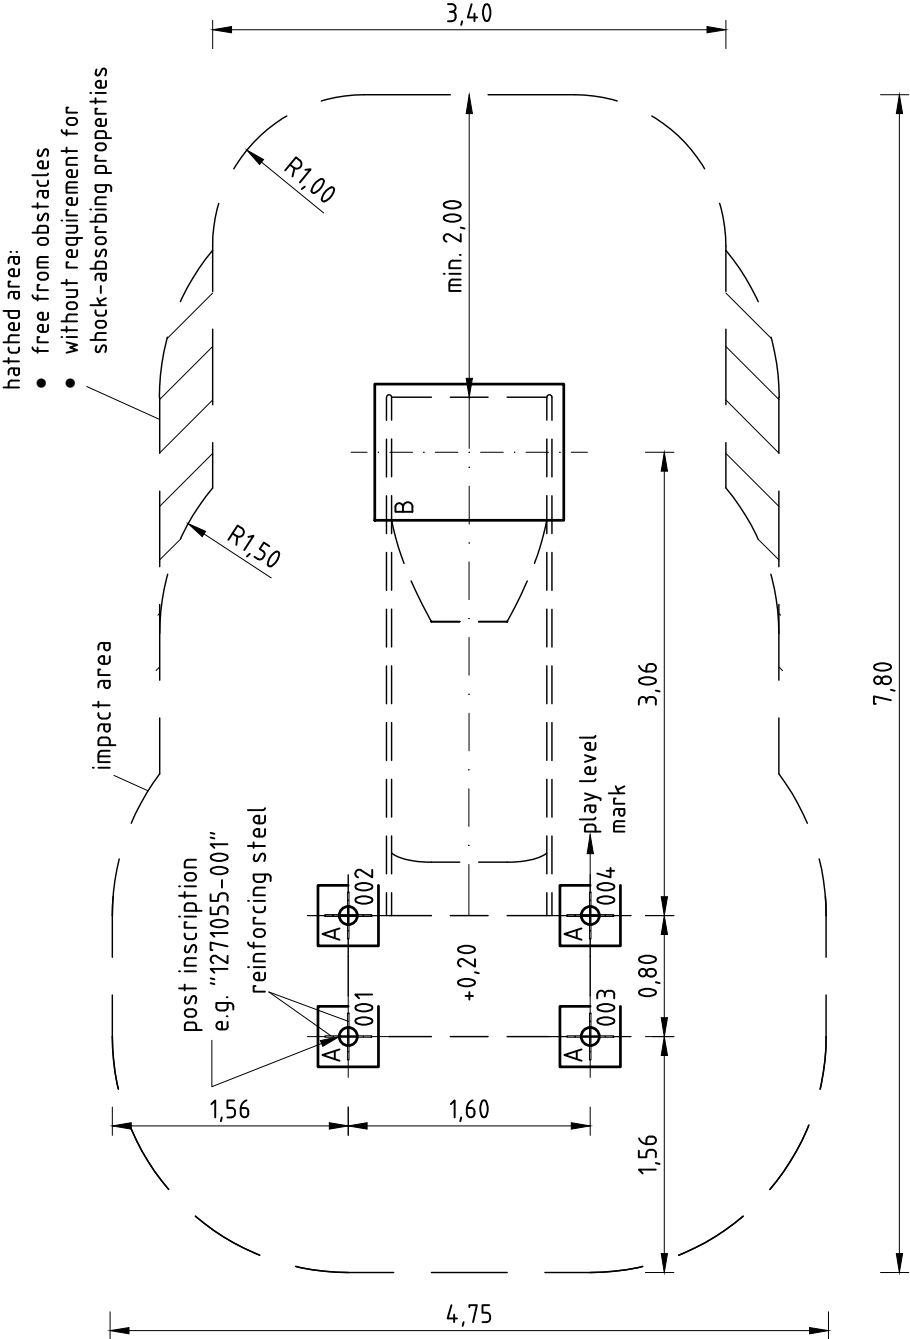 3,40
hatched area:
• free from obstacles
• without requirement for
shock-absorbing properties
R1,00
min. 2,00
B
R1,50
impact area
3,06
7,80
play level
mark
post inscription
e.g. "1271055-001"
reinforcing steel
A
002
A
004
+0,20
0,80
A
001
A
003
1,56
1,60
1,56
4,75